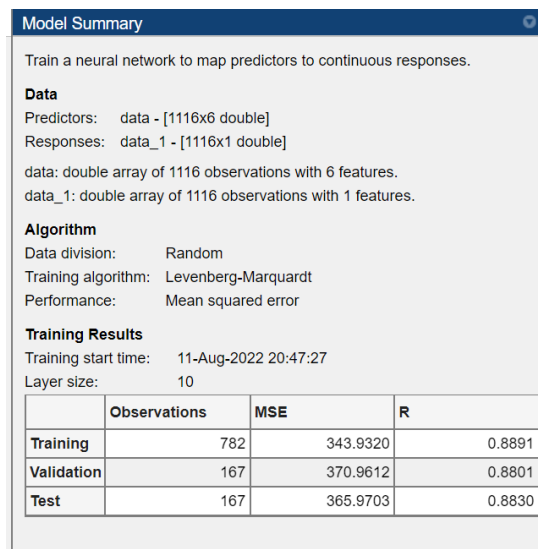 Model Summary
Train a neural network to map predictors to continuous responses.
Data
Predictors: data - [1116x6 double]
Responses: data_1 - [1116x1 double]
data: double array of 1116 observations with 6 features.
data_1: double array of 1116 observations with 1 features.
Algorithm
Data division: Random
Training algorithm: Levenberg-Marquardt
Performance: Mean squared error
Training Results
Training start time: 11-Aug-2022 20:47:27
Layer size: 10
Observations MSE R
Training 782 343.9320 0.8891
Validation 167 370.9612 0.8801
Test 167 365.9703 0.8830